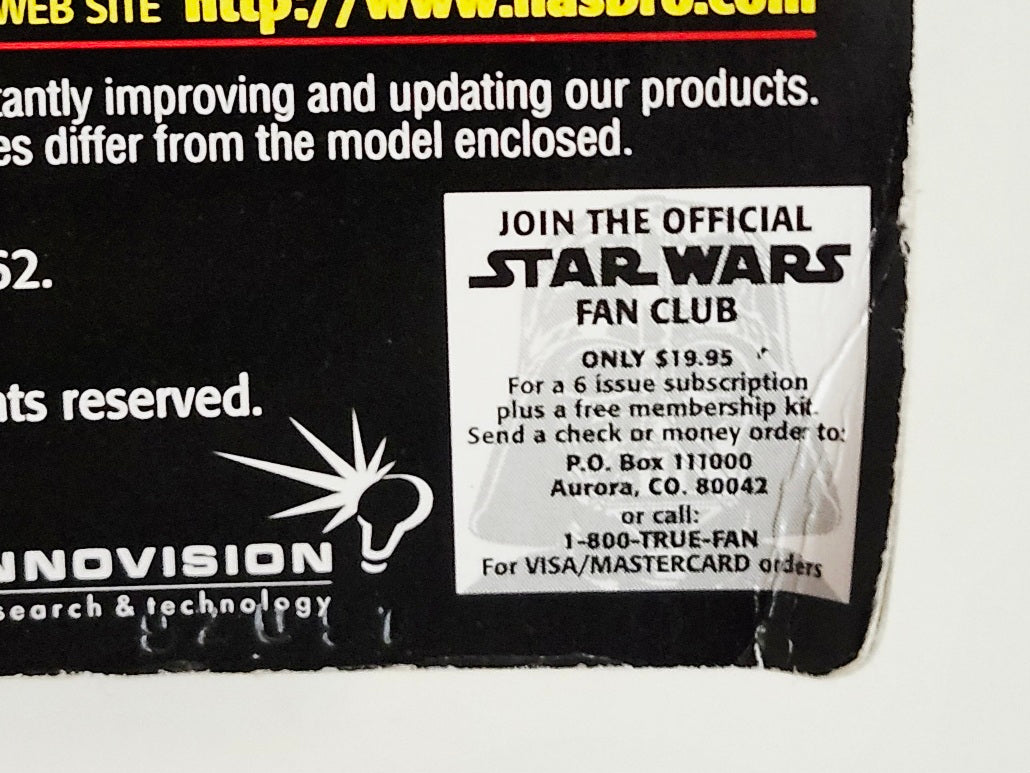 WEB SITE http://www.hasbro.com
tantly improving and updating our products.
es differ from the model enclosed.
62.
nts reserved.
NNOVISION
search & technology
JOIN THE OFFICIAL
STAR WARS
FAN CLUB
ONLY $19.95
For a 6 issue subscription
plus a free membership kit.
Send a check or money order to:
P.O. Box 111000
Aurora, CO. 80042
or call:
1-800-TRUE-FAN
For VISA/MASTERCARD orders